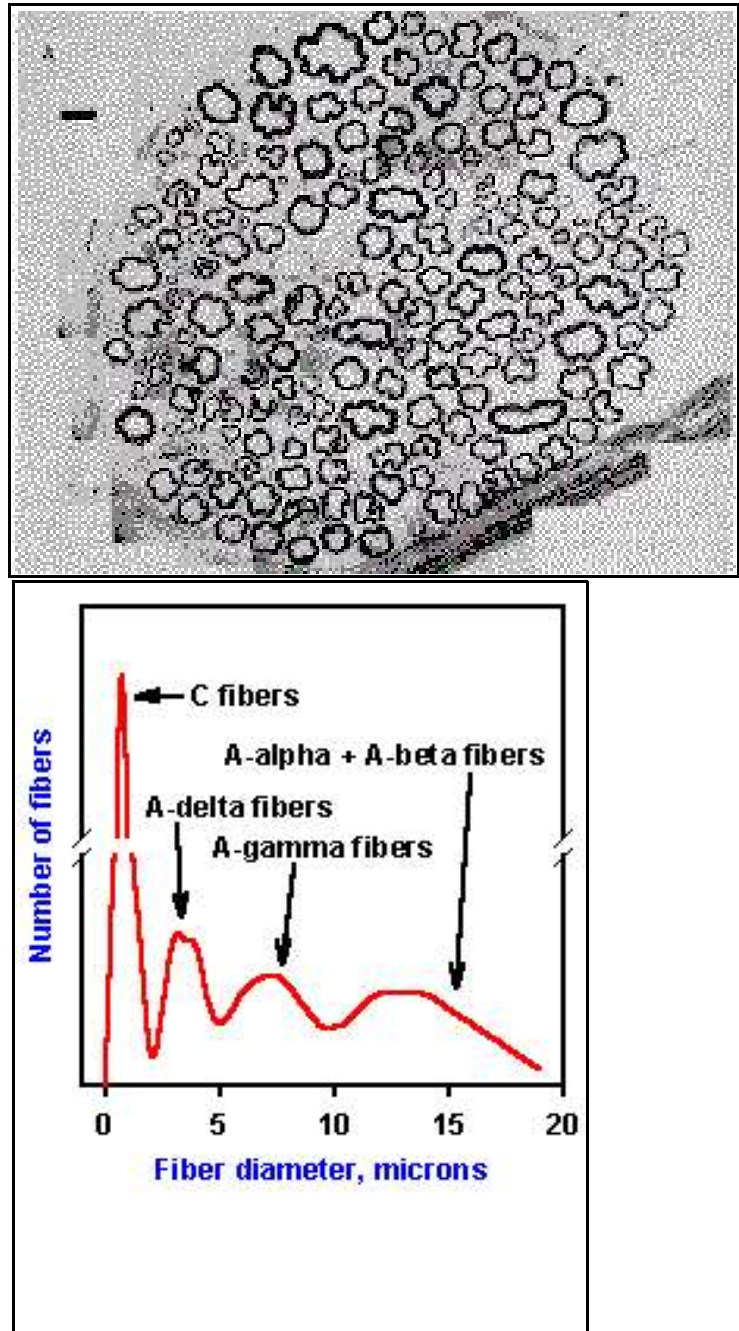 C fibers
A-alpha + A-beta fibers
A-delta fibers
A-gamma fibers
Number of fibers
0 5 10 15 20
Fiber diameter, microns